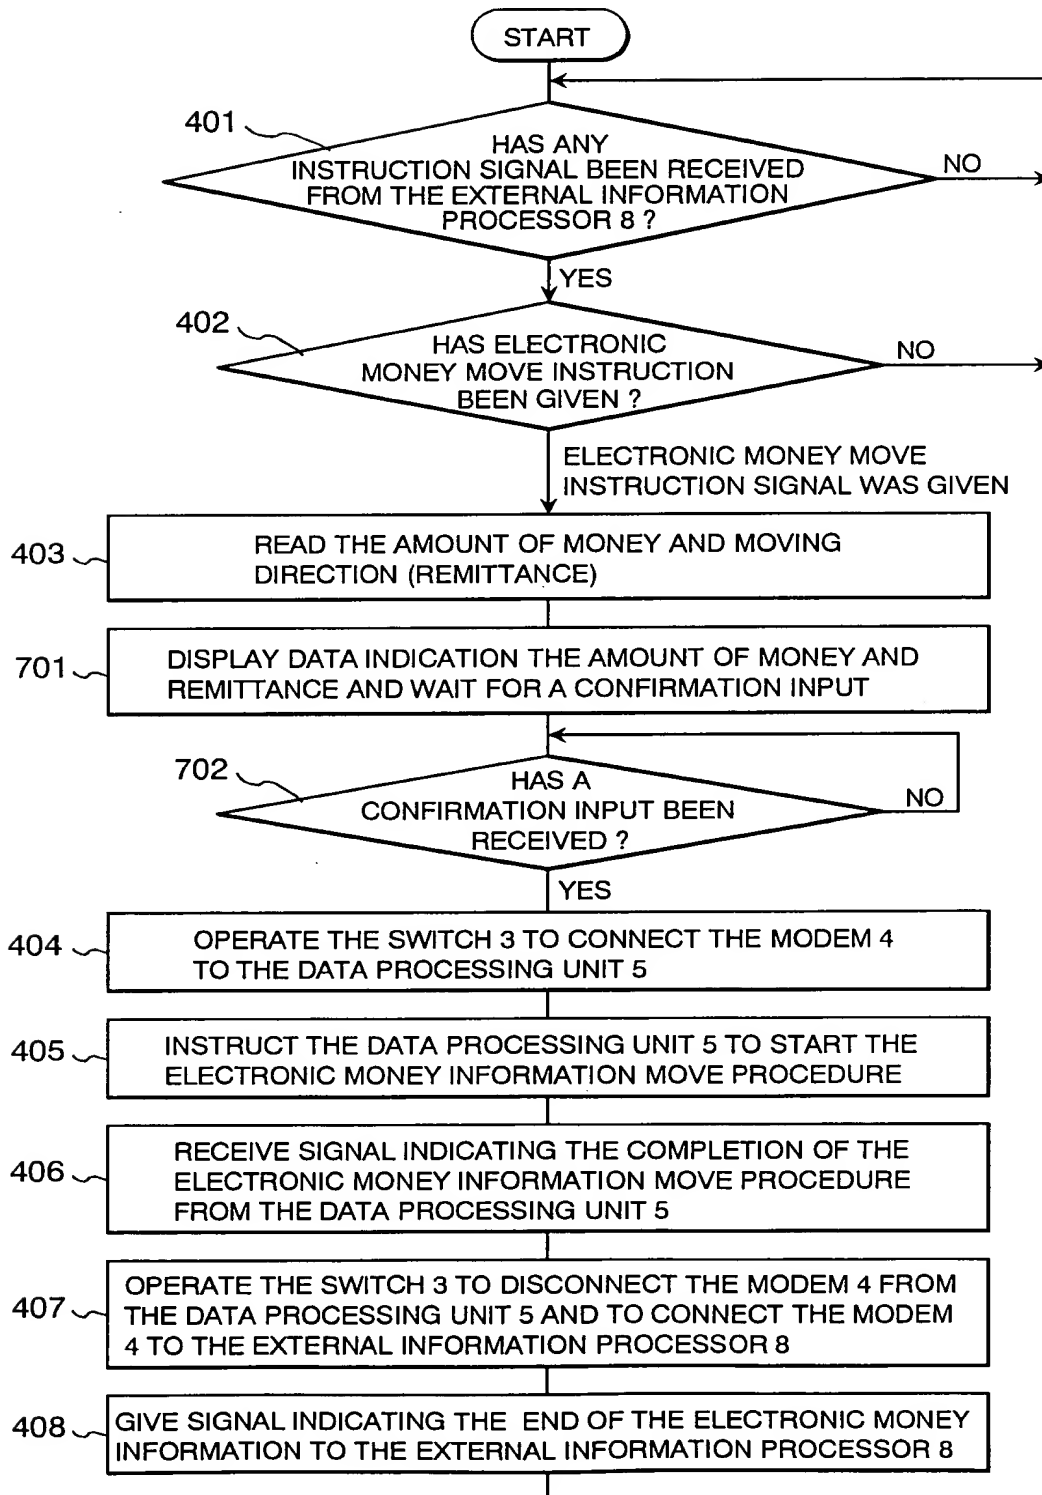 START
401
HAS ANY
INSTRUCTION SIGNAL BEEN RECEIVED
FROM THE EXTERNAL INFORMATION
PROCESSOR 8 ?
NO
YES
402
HAS ELECTRONIC
MONEY MOVE INSTRUCTION
BEEN GIVEN ?
NO
ELECTRONIC MONEY MOVE
INSTRUCTION SIGNAL WAS GIVEN
403
READ THE AMOUNT OF MONEY AND MOVING
DIRECTION (REMITTANCE)
701
DISPLAY DATA INDICATION THE AMOUNT OF MONEY AND
REMITTANCE AND WAIT FOR A CONFIRMATION INPUT
702
HAS A
CONFIRMATION INPUT BEEN
RECEIVED ?
NO
YES
404
OPERATE THE SWITCH 3 TO CONNECT THE MODEM 4
TO THE DATA PROCESSING UNIT 5
405
INSTRUCT THE DATA PROCESSING UNIT 5 TO START THE
ELECTRONIC MONEY INFORMATION MOVE PROCEDURE
406
RECEIVE SIGNAL INDICATING THE COMPLETION OF THE
ELECTRONIC MONEY INFORMATION MOVE PROCEDURE
FROM THE DATA PROCESSING UNIT 5
407
OPERATE THE SWITCH 3 TO DISCONNECT THE MODEM 4 FROM
THE DATA PROCESSING UNIT 5 AND TO CONNECT THE MODEM
4 TO THE EXTERNAL INFORMATION PROCESSOR 8
408
GIVE SIGNAL INDICATING THE END OF THE ELECTRONIC MONEY
INFORMATION TO THE EXTERNAL INFORMATION PROCESSOR 8